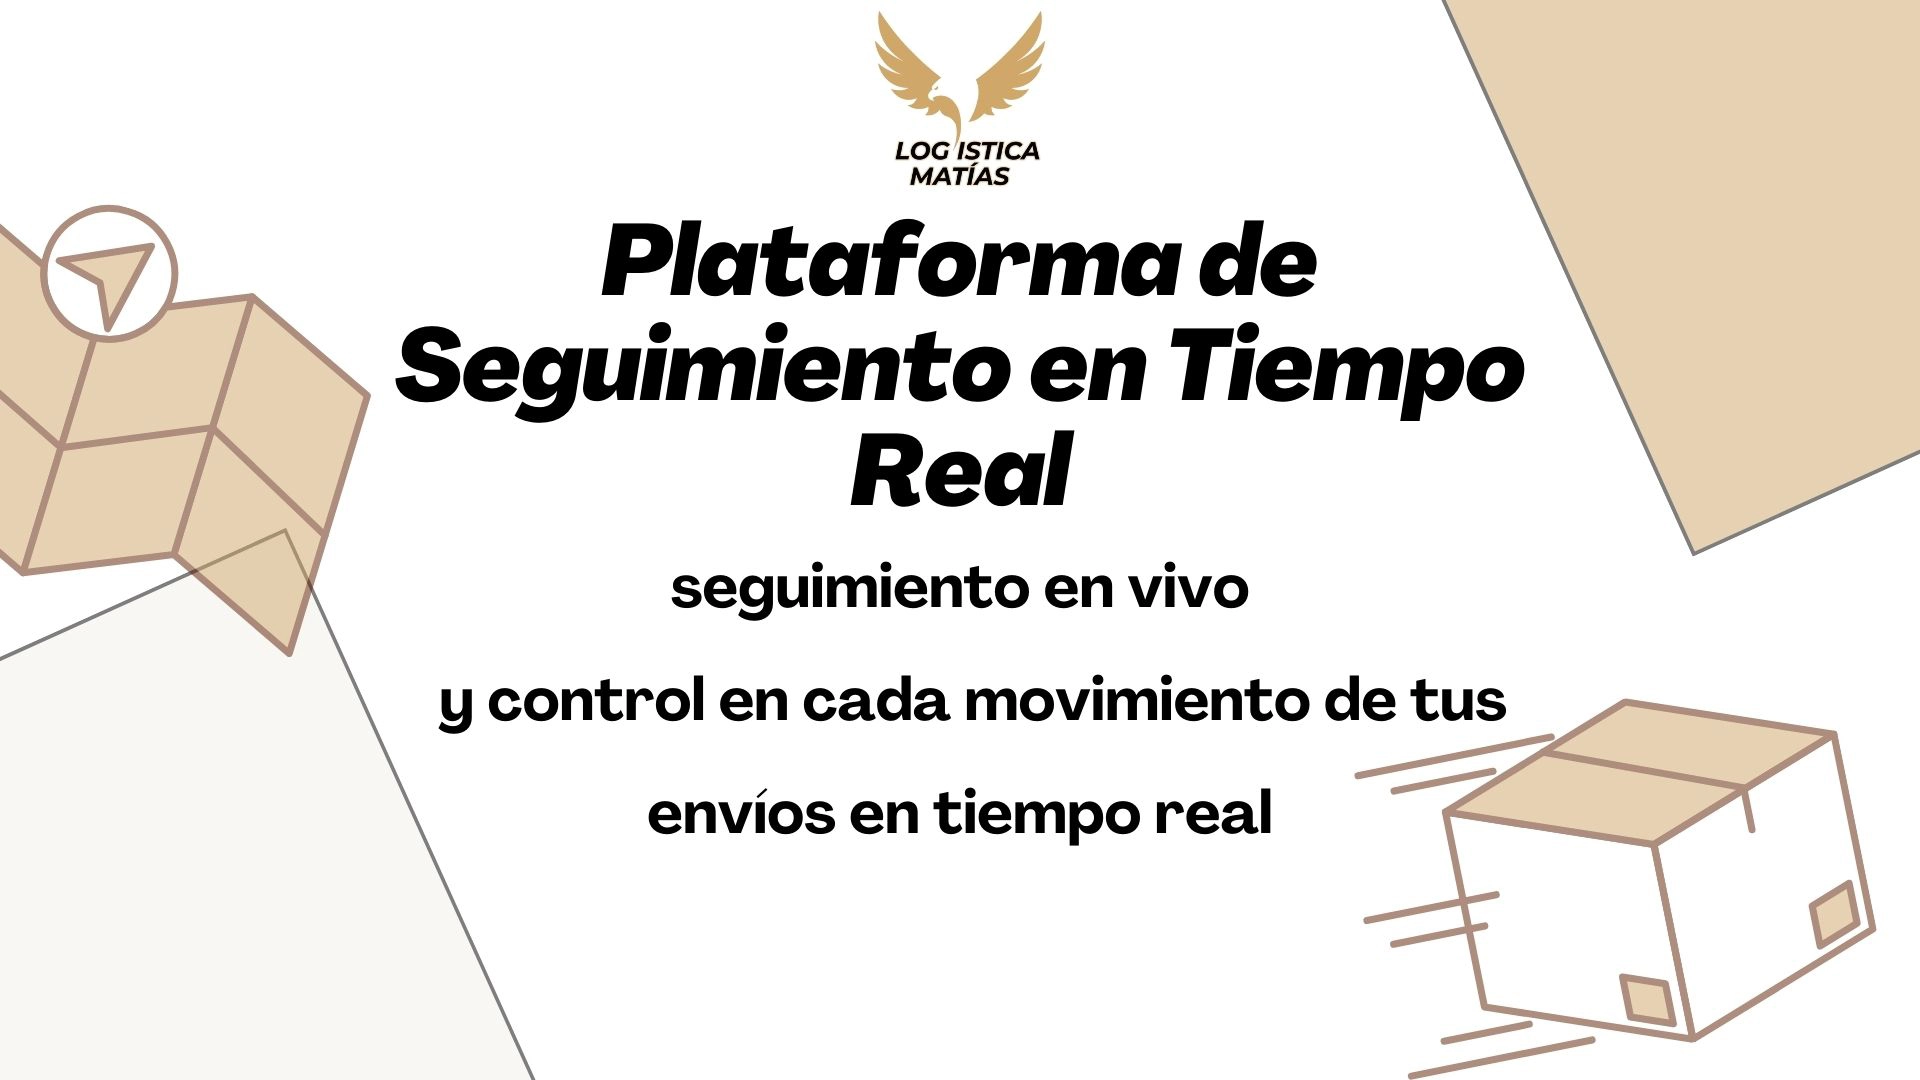 LOG ISTICA
MATÍAS
Plataforma de
Seguimiento en Tiempo
Real
seguimiento en vivo
y control en cada movimiento de tus
envíos en tiempo real